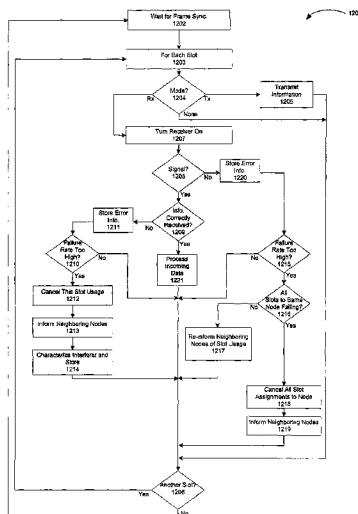 120
Wait for Frame Sync.
1202
For Each Slot
1203
Mode?
1204
Rx
Tx
None
Transmit
Information
1205
Turn Receiver On
1207
Signal?
No
Yes
Store Error
Info.
1220
Store Error
Info.
1211
No
Info.
Correctly
Received?
Yes
Failure
Rate Too
High?
1210
No
Yes
Process
Incoming
Data
1221
Failure
Rate Too
High?
1215
No
Yes
Cancel This Slot
Usage
1212
Inform Neighboring
Nodes
1213
Characterize Interferer and
Store
1214
All
Slots to Same
Node Failing?
1216
No
Yes
Re-inform Neighboring
Nodes of Slot Usage
1217
Cancel All Slot
Assignments to Node
1218
Inform Neighboring Nodes
1219
Another Slot?
1206
Yes
No